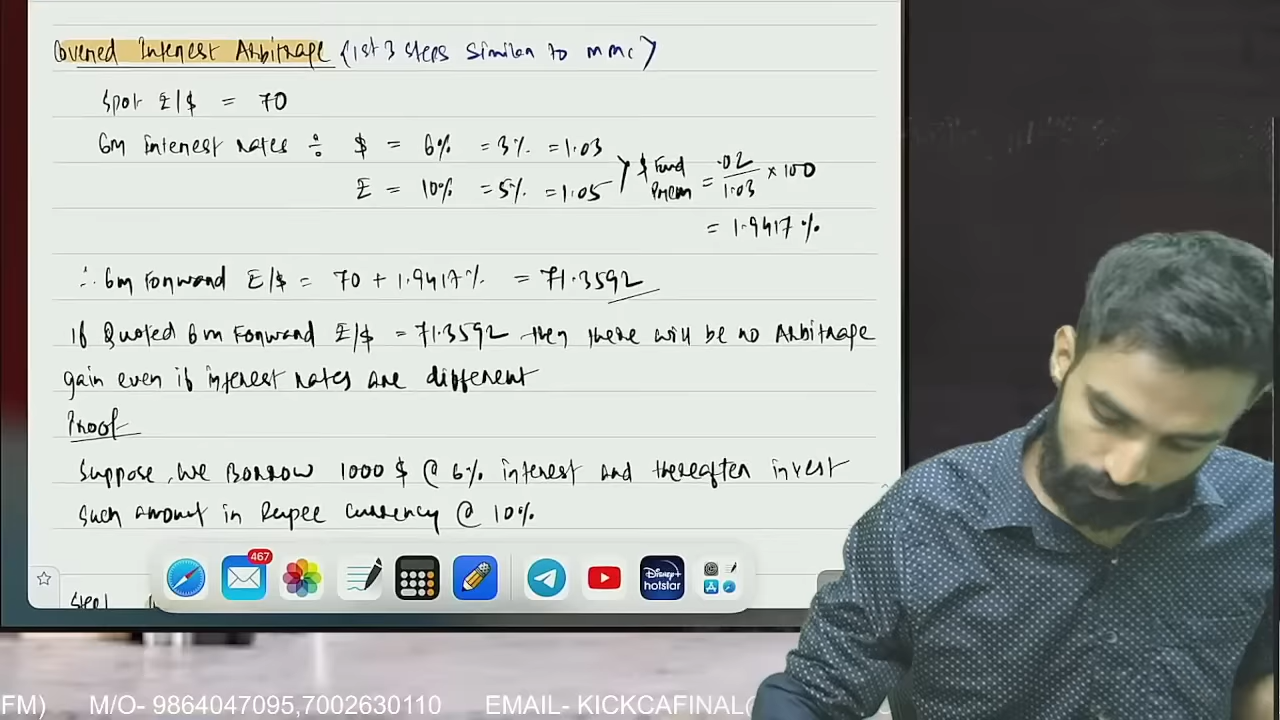 Covered Interest Arbitrage (1st 3 steps similar to MMC)
Spot ₹/$ = 70
6m Interest rates ÷ $ = 6% = 3% = 1.03
₹ = 10% = 5% = 1.05
$ Fwd Prem = .02/1.03 × 100
= 1.9417%
∴ 6m Forward ₹/$ = 70 + 1.9417% = 71.3592
If Quoted 6m Forward ₹/$ = 71.3592 then there will be no Arbitrage
gain even if interest rates are different
Proof
Suppose, we Borrow 1000 $ @ 6% interest and thereafter invest
such amount in Rupee currency @ 10%
467
Disney+
hotstar
Step 1
FM) M/O- 9864047095,7002630110 EMAIL- KICKCAFINAL@